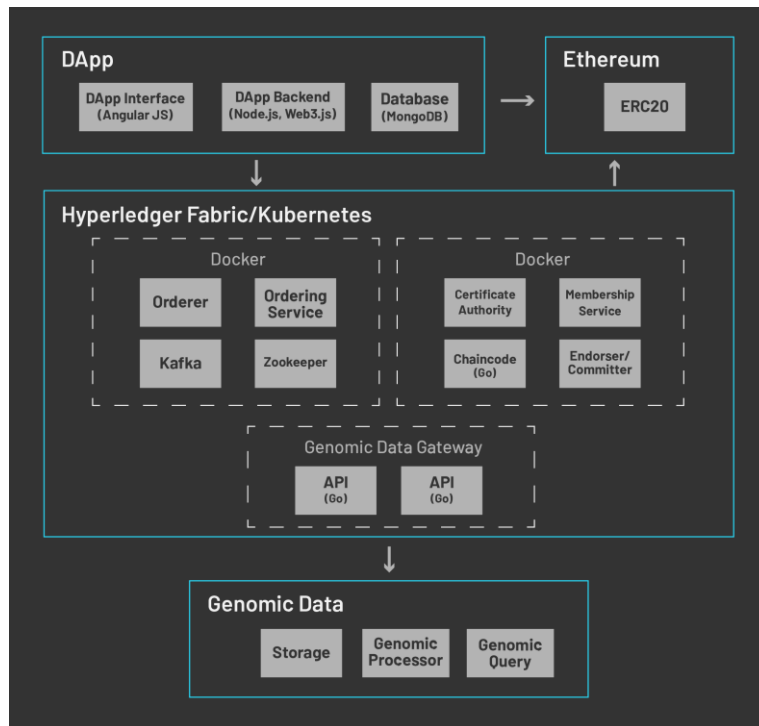 DApp
DApp Interface
(Angular JS)
DApp Backend
(Node.js, Web3.js)
Database
(MongoDB)
Ethereum
ERC20
Hyperledger Fabric/Kubernetes
Docker
Orderer
Ordering
Service
Kafka
Zookeeper
Docker
Certificate
Authority
Membership
Service
Chaincode
(Go)
Endorser/
Committer
Genomic Data Gateway
API
(Go)
API
(Go)
Genomic Data
Storage
Genomic
Processor
Genomic
Query